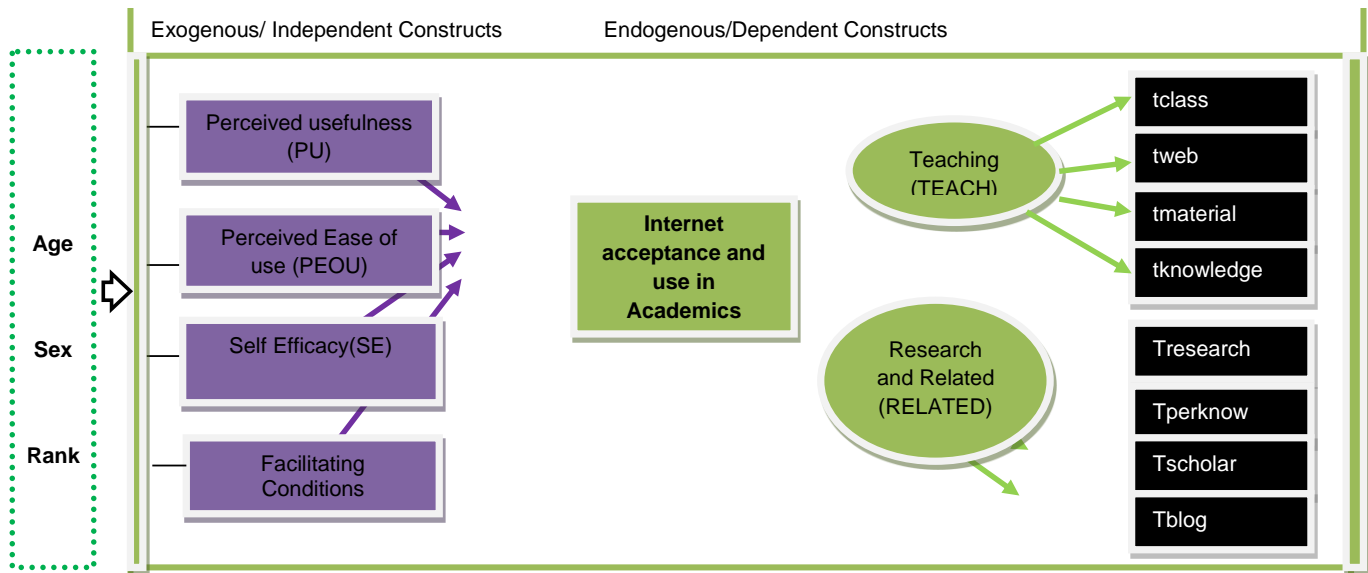 Exogenous/ Independent Constructs
Endogenous/Dependent Constructs
Age
Sex
Rank
Perceived usefulness
(PU)
Perceived Ease of
use (PEOU)
Self Efficacy(SE)
Facilitating
Conditions
Internet
acceptance and
use in
Academics
Teaching
(TEACH)
Research
and Related
(RELATED)
tclass
tweb
tmaterial
tknowledge
Tresearch
Tperknow
Tscholar
Tblog